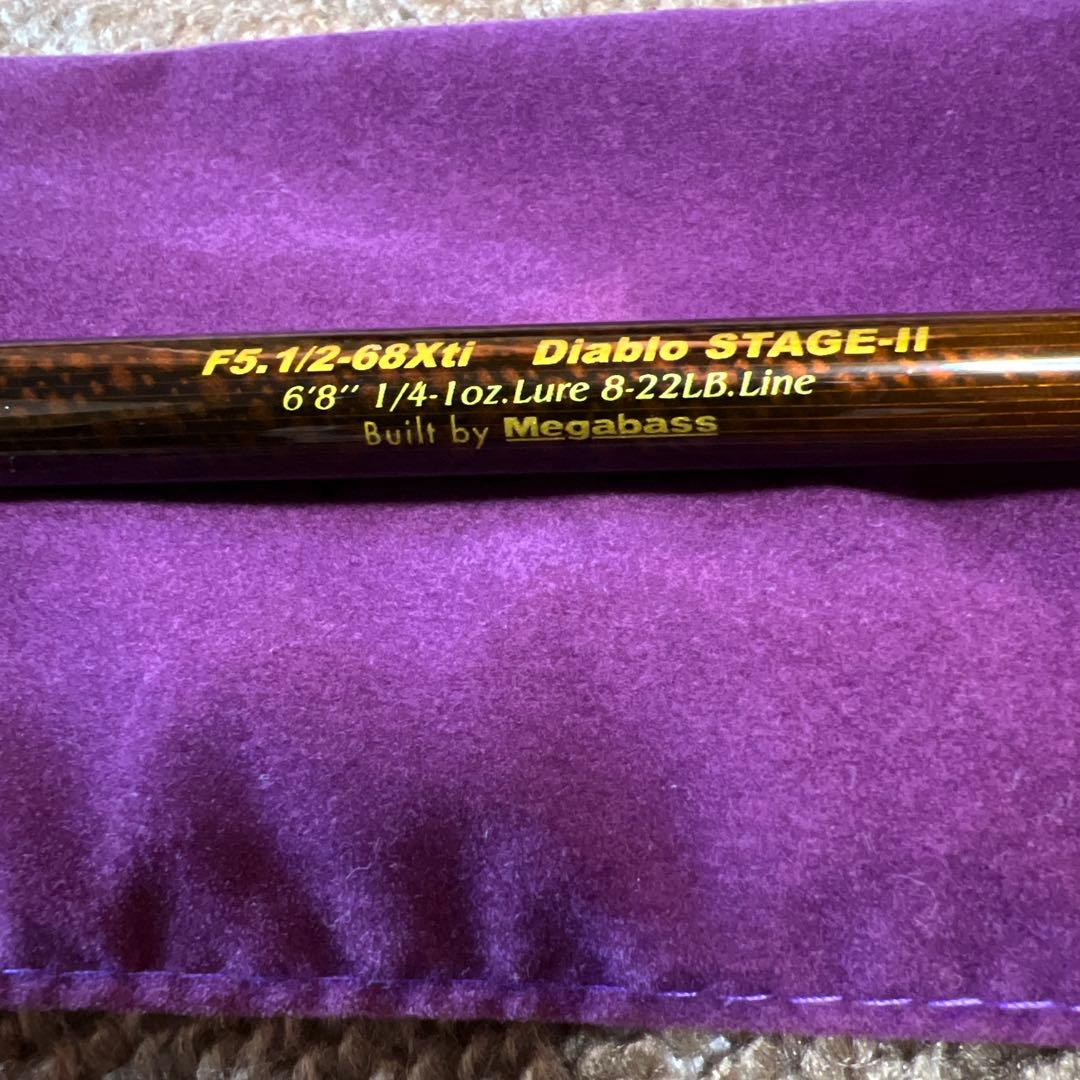 F5.1/2-68Xti Diablo STAGE-II
6'8'' 1/4-1oz.Lure 8-22LB.Line
Built by Megabass